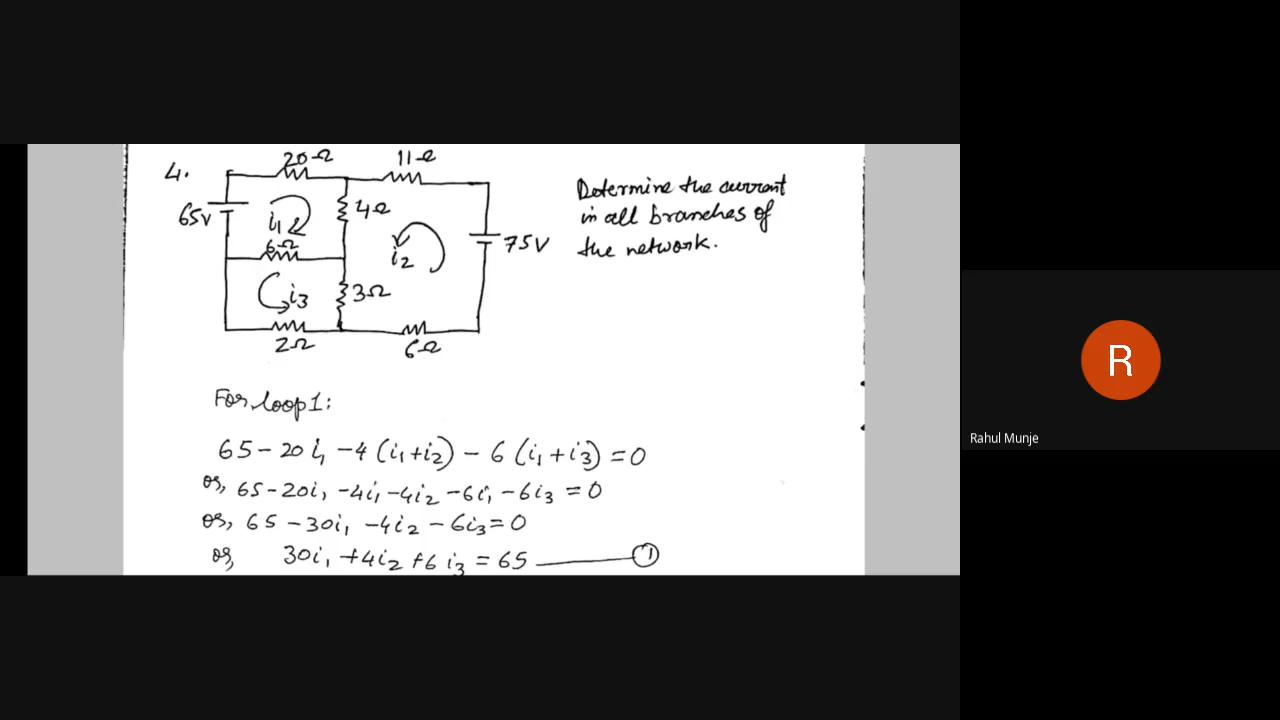 4.
20Ω
11Ω
65V
i₁
4Ω
6Ω
i₂
75V
i₃
3Ω
2Ω
6Ω
Determine the current
in all branches of
the network.
For loop 1:
65 - 20 i₁ - 4 (i₁ + i₂) - 6 (i₁ + i₃) = 0
or, 65 - 20i₁ - 4i₁ - 4i₂ - 6i₁ - 6i₃ = 0
or, 65 - 30i₁ - 4i₂ - 6i₃ = 0
or, 30i₁ + 4i₂ + 6i₃ = 65 —— ①
R
Rahul Munje